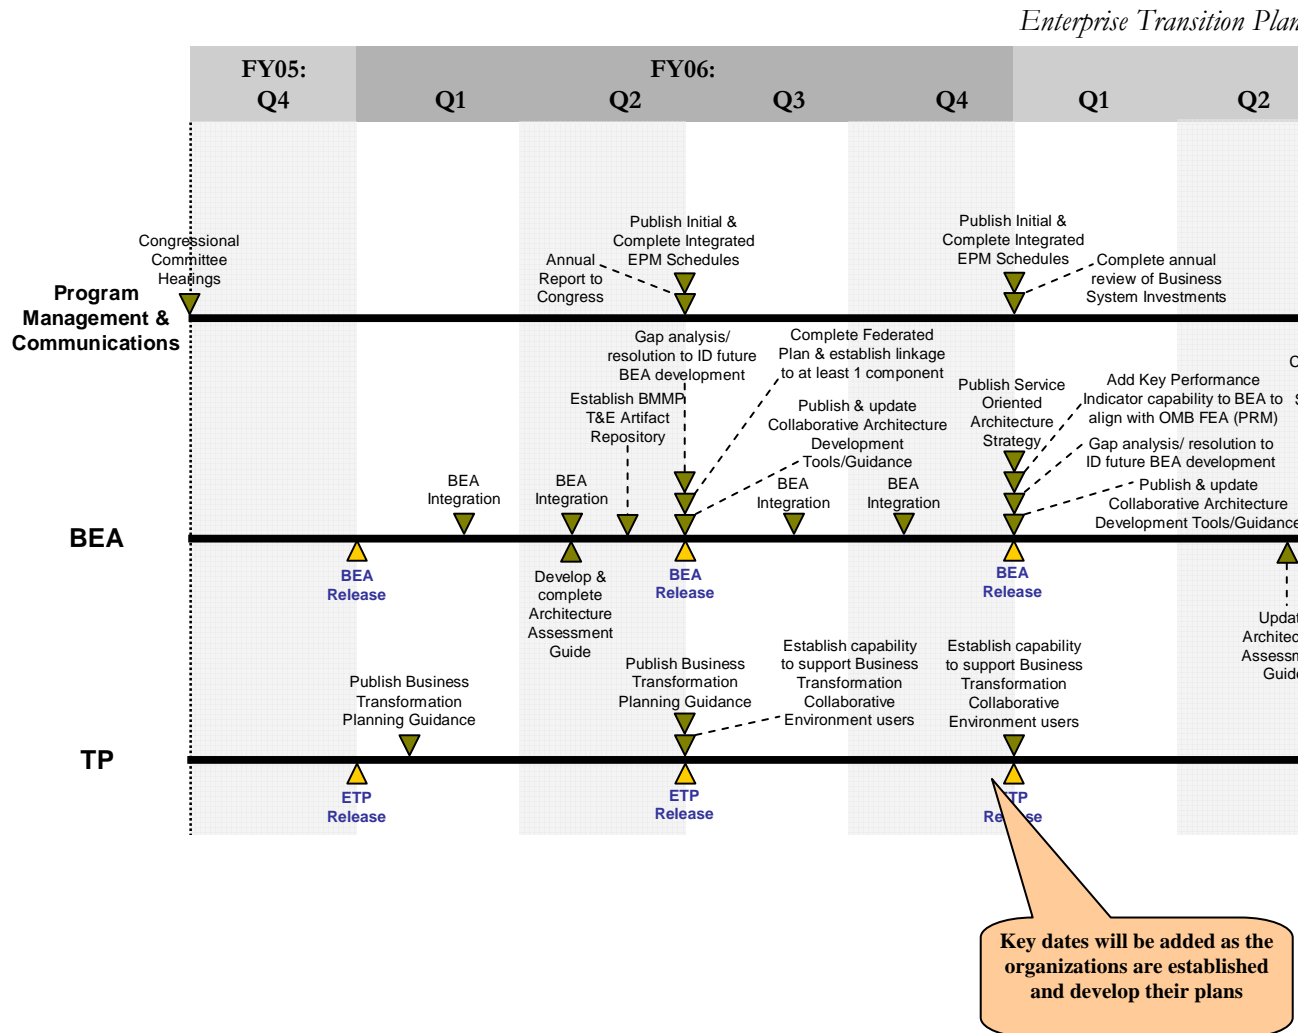 Enterprise Transition Plan
FY05:
Q4
FY06:
Q1
Q2
Q3
Q4
Q1
Q2
Program
Management &
Communications
Congressional
Committee
Hearings
Annual
Report to
Congress
Publish Initial &
Complete Integrated
EPM Schedules
Publish Initial &
Complete Integrated
EPM Schedules
Complete annual
review of Business
System Investments
BEA
BEA
Integration
BEA
Integration
Establish BMMP
T&E Artifact
Repository
Gap analysis/
resolution to ID future
BEA development
Complete Federated
Plan & establish linkage
to at least 1 component
Publish & update
Collaborative Architecture
Development
Tools/Guidance
BEA
Integration
BEA
Integration
Publish Service
Oriented
Architecture
Strategy
Add Key Performance
Indicator capability to BEA to
align with OMB FEA (PRM)
Gap analysis/ resolution to
ID future BEA development
Publish & update
Collaborative Architecture
Development Tools/Guidance
BEA
Release
Develop &
complete
Architecture
Assessment
Guide
BEA
Release
BEA
Release
TP
Publish Business
Transformation
Planning Guidance
Publish Business
Transformation
Planning Guidance
Establish capability
to support Business
Transformation
Collaborative
Environment users
Establish capability
to support Business
Transformation
Collaborative
Environment users
ETP
Release
ETP
Release
Key dates will be added as the
organizations are established
and develop their plans